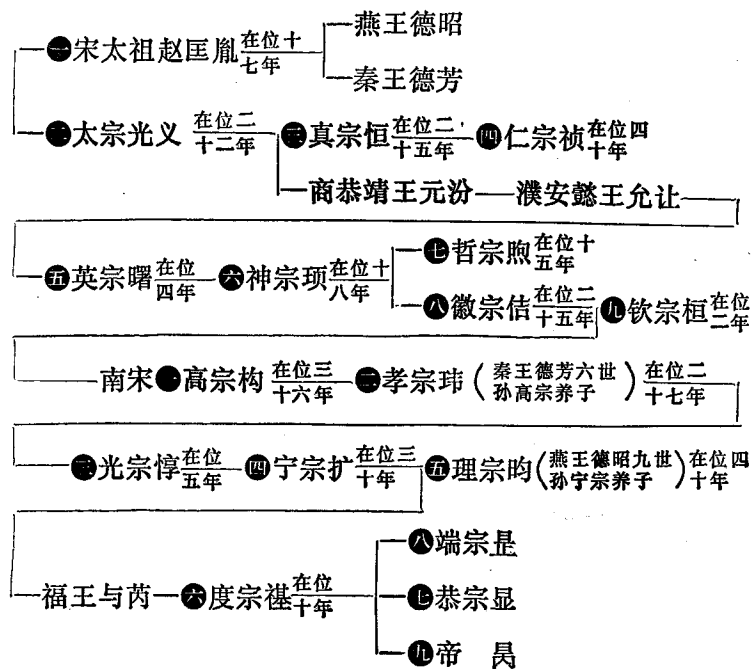 燕王德昭
一宋太祖赵匡胤在位十七年
秦王德芳
二太宗光义 在位二十二年 三真宗恒在位二十五年 四仁宗祯在位四十年
商恭靖王元汾 濮安懿王允让
七哲宗煦在位十五年
五英宗曙在位四年 六神宗顼在位十八年
八徽宗佶在位二十五年 九钦宗桓在位二年
南宋一高宗构 在位三十六年 二孝宗玮(秦王德芳六世孙高宗养子)在位二十七年
三光宗惇在位五年 四宁宗扩在位三十年 五理宗昀(燕王德昭九世孙宁宗养子)在位四十年
八端宗昰
福王与芮 六度宗禥在位十年 七恭宗显
九帝 昺